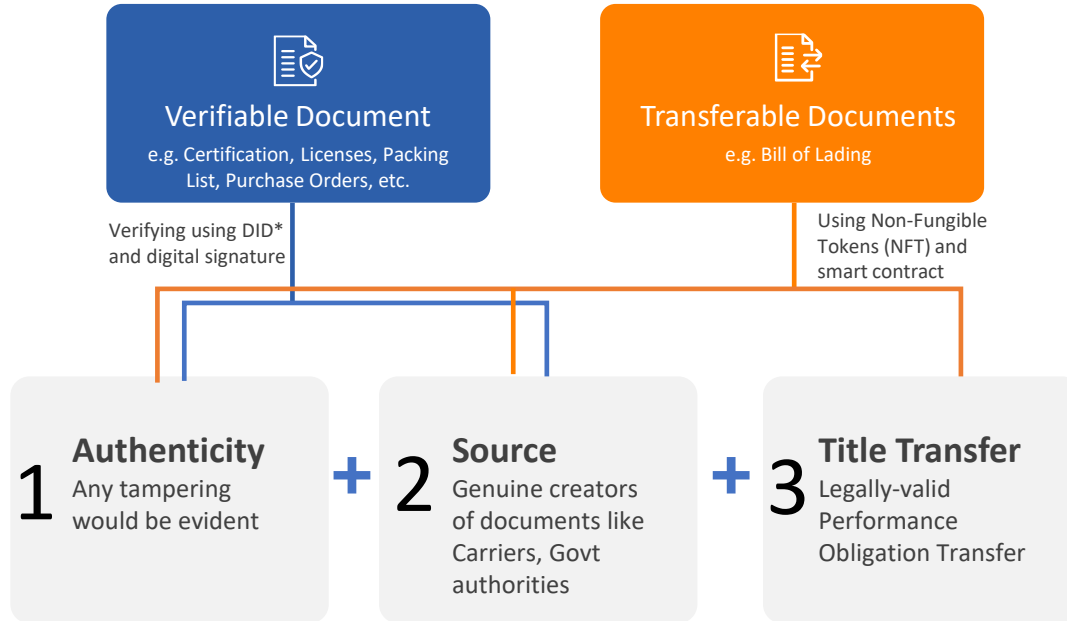 Verifiable Document
e.g. Certification, Licenses, Packing
List, Purchase Orders, etc.
Transferable Documents
e.g. Bill of Lading
Verifying using DID*
and digital signature
Using Non-Fungible
Tokens (NFT) and
smart contract
1
Authenticity
Any tampering
would be evident
+
2
Source
Genuine creators
of documents like
Carriers, Govt
authorities
+
3
Title Transfer
Legally-valid
Performance
Obligation Transfer